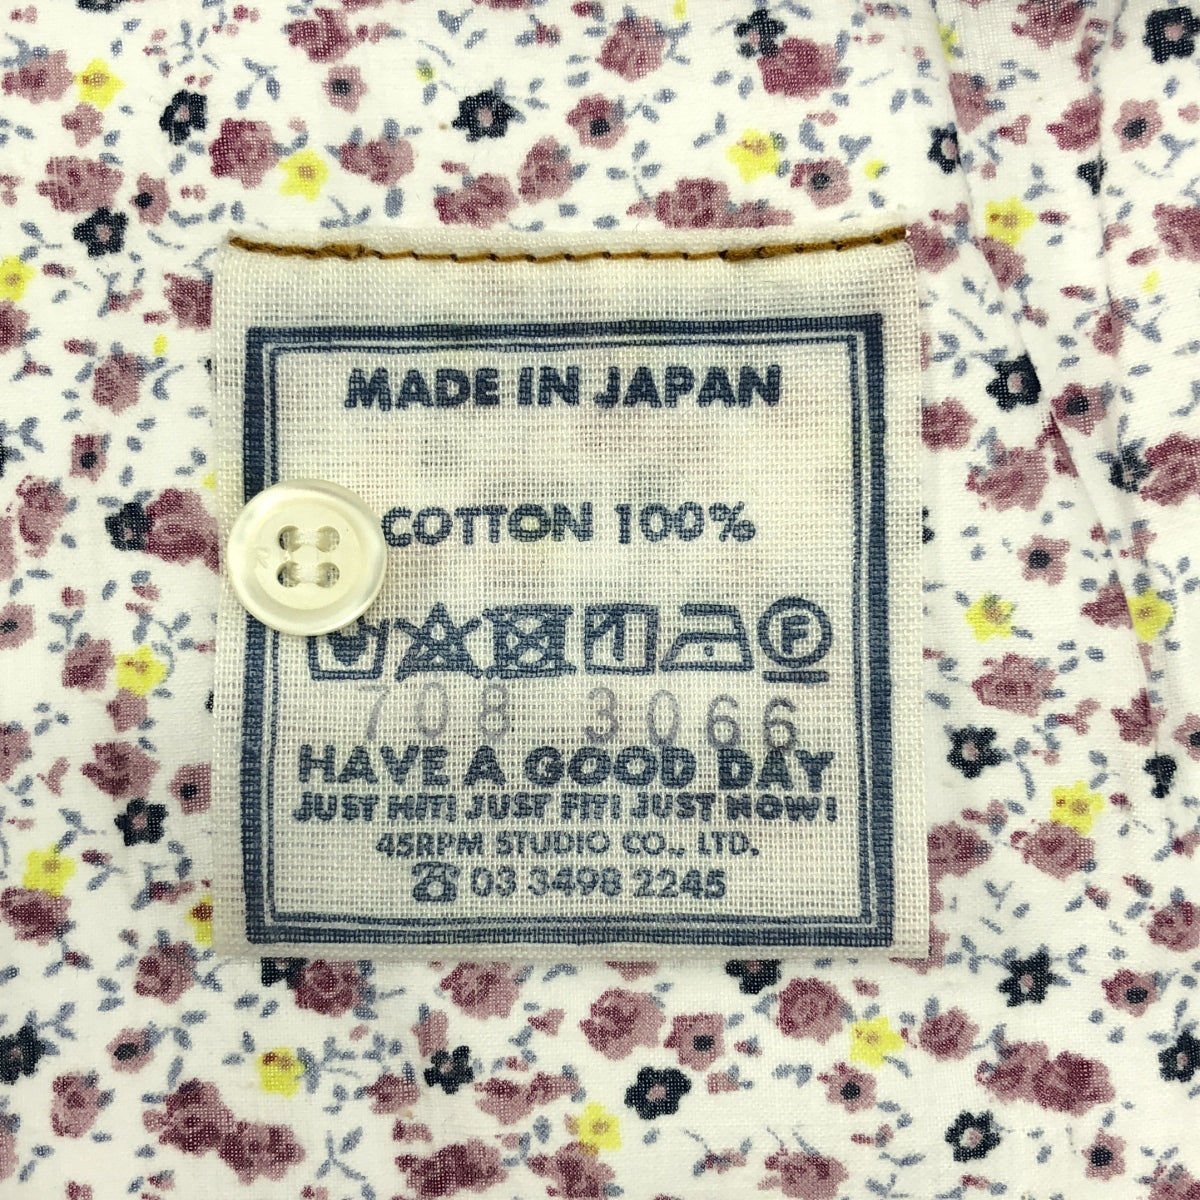 MADE IN JAPAN
COTTON 100%
F
708 3066
HAVE A GOOD DAY
JUST HIT! JUST FIT! JUST NOW!
45RPM STUDIO CO., LTD.
☎ 03 3498 2245